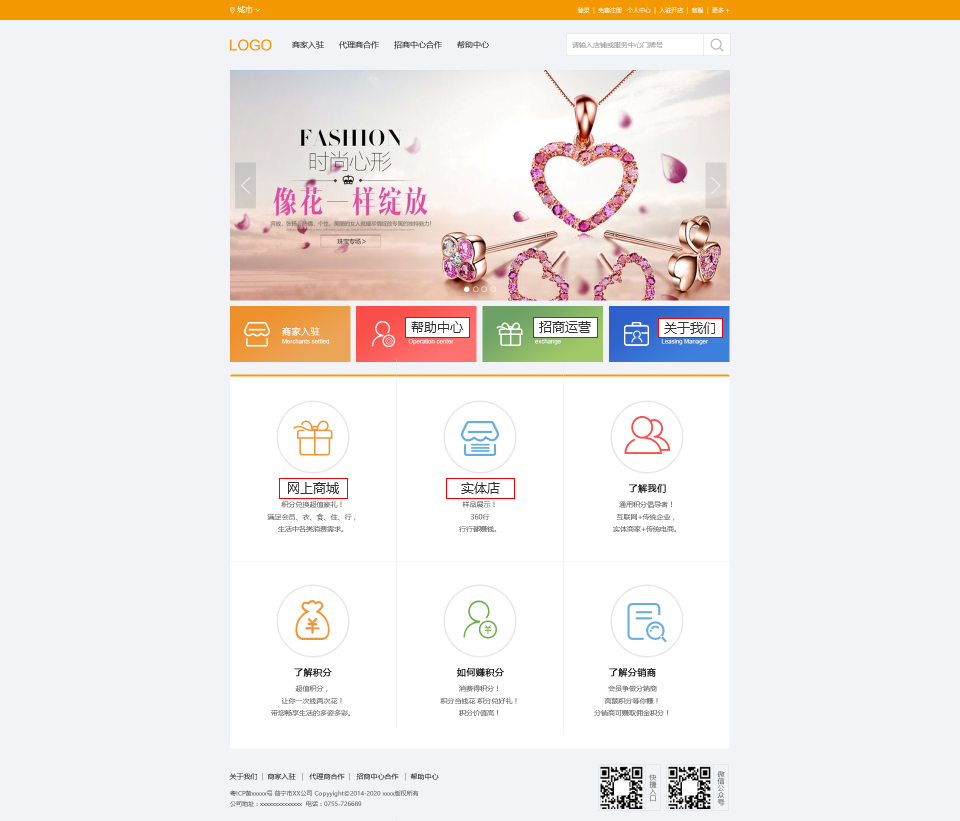 城市
登录 | 免费注册 个人中心 | 入驻开店 | 客服 | 更多 +
LOGO 商家入驻 代理商合作 招商中心合作 帮助中心
请输入店铺或服务中心门牌号
FASHION
时尚心形
像花一样绽放
珠宝专场 >
商家入驻
Merchants settled
帮助中心
Operation center
招商运营
exchange
关于我们
Leasing Manager
网上商城
积分兑换超值豪礼！
满足会员、衣、食、住、行，
生活中各类消费需求。
实体店
样品展示！
360行
行行都赚钱。
了解我们
通用积分倡导者！
互联网+传统企业，
实体商家+传统电商。
了解积分
超值积分，
让你一次钱两次花！
带您畅享生活的多姿多彩。
如何赚积分
消费得积分！
积分当钱花 积分兑好礼！
积分价值高！
了解分销商
会员争做分销商
高额积分等你赚！
分销商可赚取佣金积分！
关于我们 | 商家入驻 | 代理商合作 | 招商中心合作 | 帮助中心
粤ICP备xxxxx号 普宁市XX公司 Copyyight©2014-2020 xxxx版权所有
公司地址：xxxxxxxxxxxxxx 电话：0755-726689
快捷入口
微信公众号